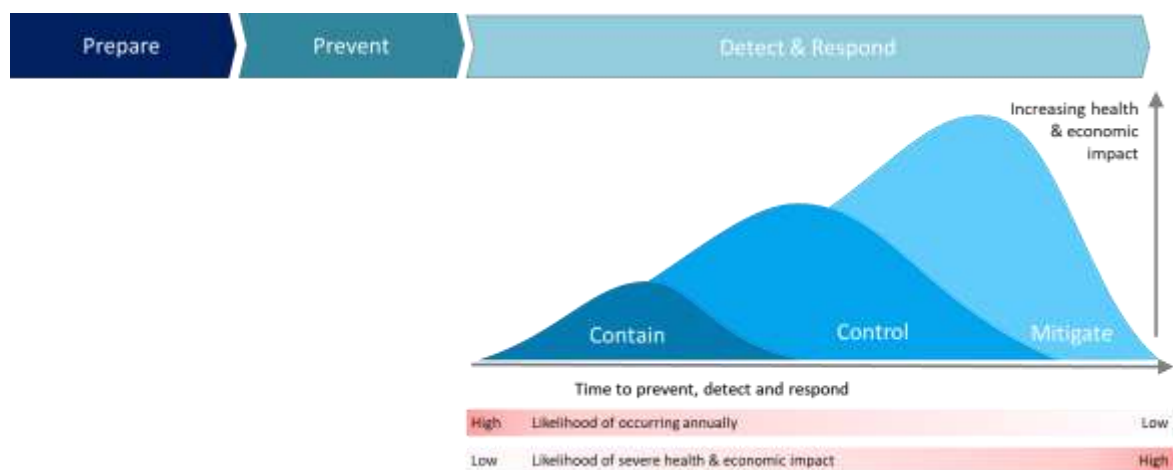 Prepare
Prevent
Detect & Respond
Increasing health
& economic
impact
Contain
Control
Mitigate
Time to prevent, detect and respond
High Likelihood of occurring annually Low
Low Likelihood of severe health & economic impact High